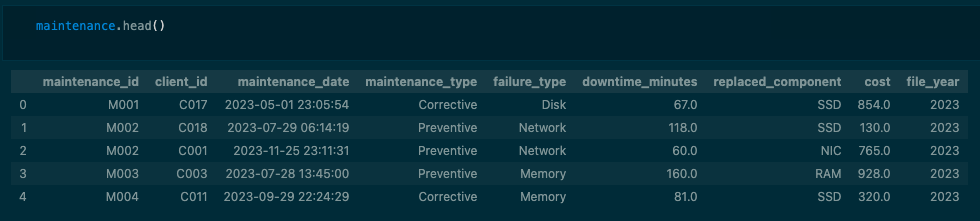 maintenance.head()
maintenance_id client_id maintenance_date maintenance_type failure_type downtime_minutes replaced_component cost file_year
0 M001 C017 2023-05-01 23:05:54 Corrective Disk 67.0 SSD 854.0 2023
1 M002 C018 2023-07-29 06:14:19 Preventive Network 118.0 SSD 130.0 2023
2 M002 C001 2023-11-25 23:11:31 Preventive Network 60.0 NIC 765.0 2023
3 M003 C003 2023-07-28 13:45:00 Preventive Memory 160.0 RAM 928.0 2023
4 M004 C011 2023-09-29 22:24:29 Corrective Memory 81.0 SSD 320.0 2023